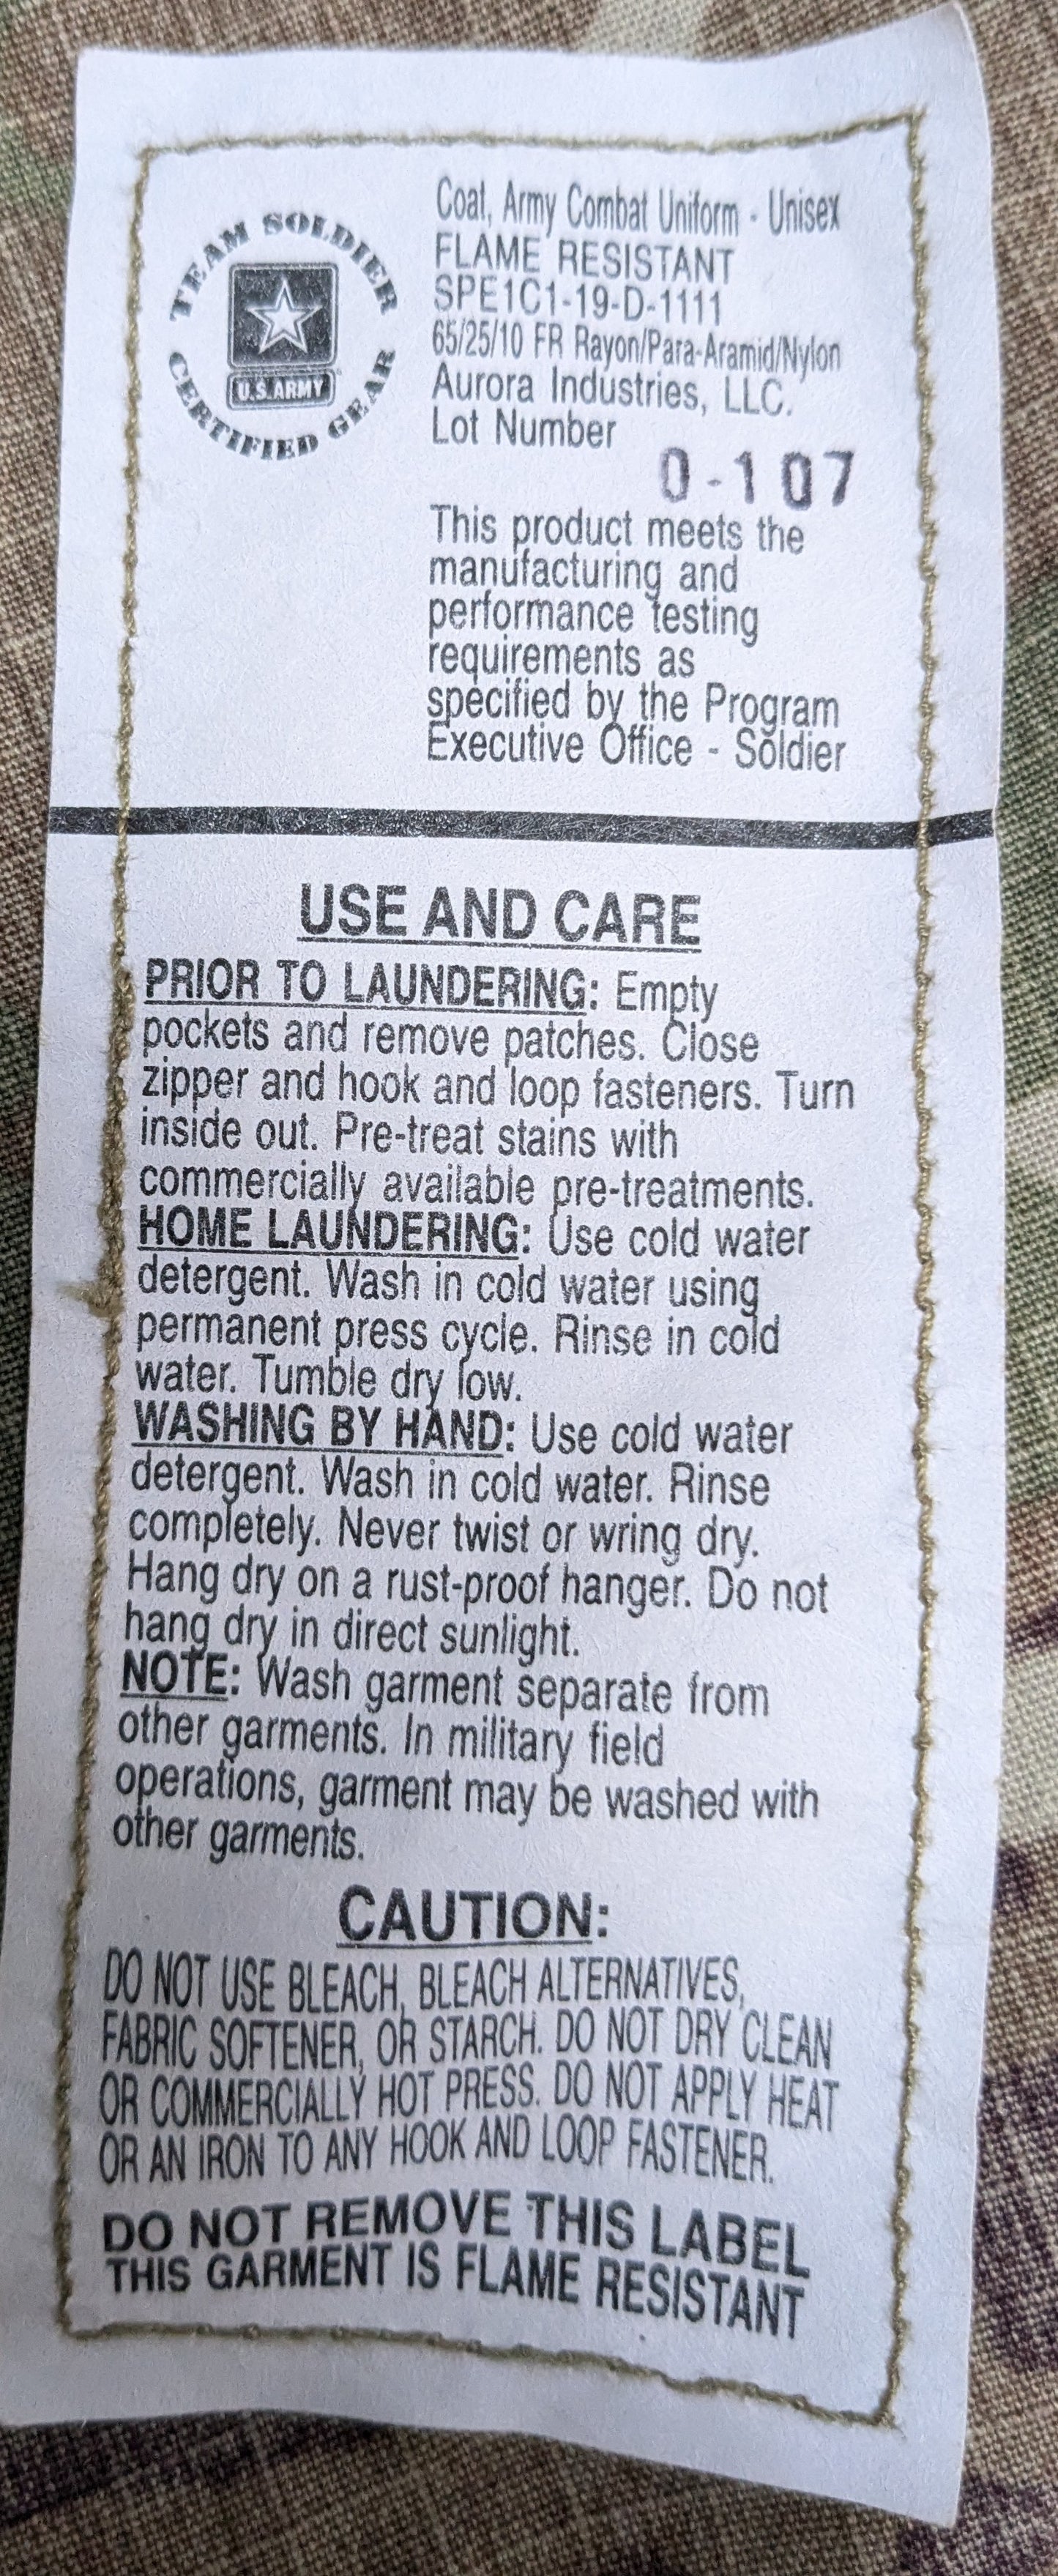 TEAM SOLDIER
CERTIFIED GEAR
U.S.ARMY
Coat, Army Combat Uniform - Unisex
FLAME RESISTANT
SPE1C1-19-D-1111
65/25/10 FR Rayon/Para-Aramid/Nylon
Aurora Industries, LLC.
Lot Number
0-107
This product meets the
manufacturing and
performance testing
requirements as
specified by the Program
Executive Office - Soldier
USE AND CARE
PRIOR TO LAUNDERING: Empty
pockets and remove patches. Close
zipper and hook and loop fasteners. Turn
inside out. Pre-treat stains with
commercially available pre-treatments.
HOME LAUNDERING: Use cold water
detergent. Wash in cold water using
permanent press cycle. Rinse in cold
water. Tumble dry low.
WASHING BY HAND: Use cold water
detergent. Wash in cold water. Rinse
completely. Never twist or wring dry.
Hang dry on a rust-proof hanger. Do not
hang dry in direct sunlight.
NOTE: Wash garment separate from
other garments. In military field
operations, garment may be washed with
other garments.
CAUTION:
DO NOT USE BLEACH, BLEACH ALTERNATIVES,
FABRIC SOFTENER, OR STARCH. DO NOT DRY CLEAN
OR COMMERCIALLY HOT PRESS. DO NOT APPLY HEAT
OR AN IRON TO ANY HOOK AND LOOP FASTENER.
DO NOT REMOVE THIS LABEL
THIS GARMENT IS FLAME RESISTANT